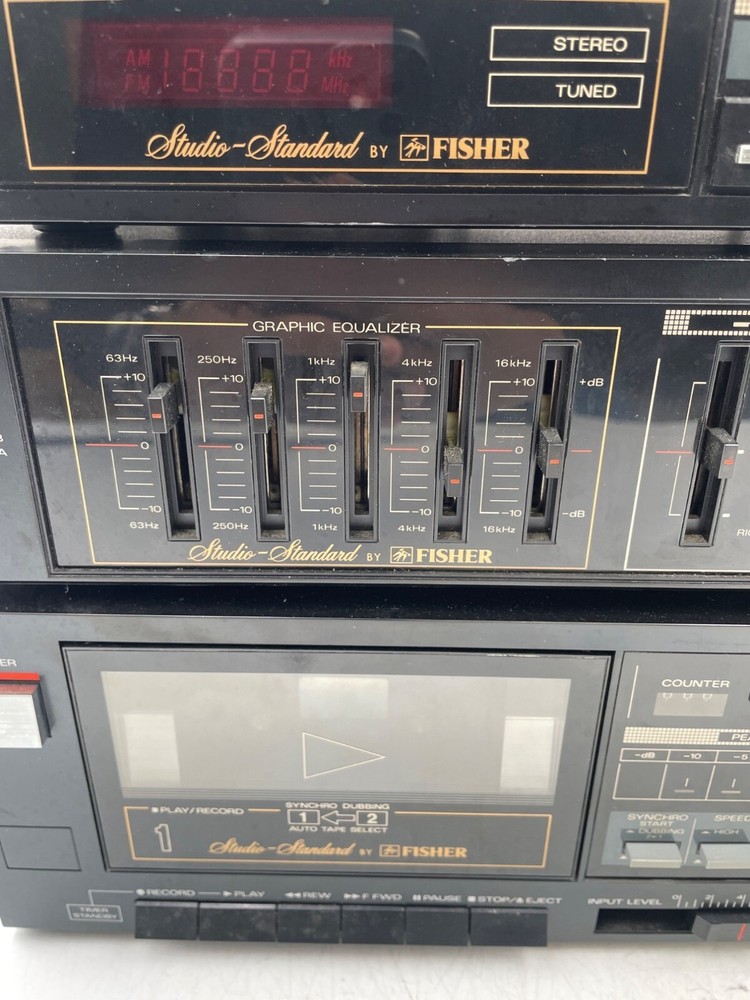 AM 18888 kHz
FM MHz
STEREO
TUNED
Studio-Standard BY FISHER
GRAPHIC EQUALIZER
63Hz 250Hz 1kHz 4kHz 16kHz
+10 +10 +10 +10 +10 +dB
0 0 0 0 0
-10 -10 -10 -10 -10 -dB
63Hz 250Hz 1kHz 4kHz 16kHz
Studio-Standard BY FISHER
COUNTER
-dB -10 -5
PLAY/RECORD
SYNCHRO DUBBING
1 2
AUTO TAPE SELECT
1
Studio-Standard BY FISHER
SYNCHRO START
DUBBING
HIGH
TIMER STANDBY
RECORD PLAY REW F.FWD PAUSE STOP/EJECT
INPUT LEVEL 0 2 4